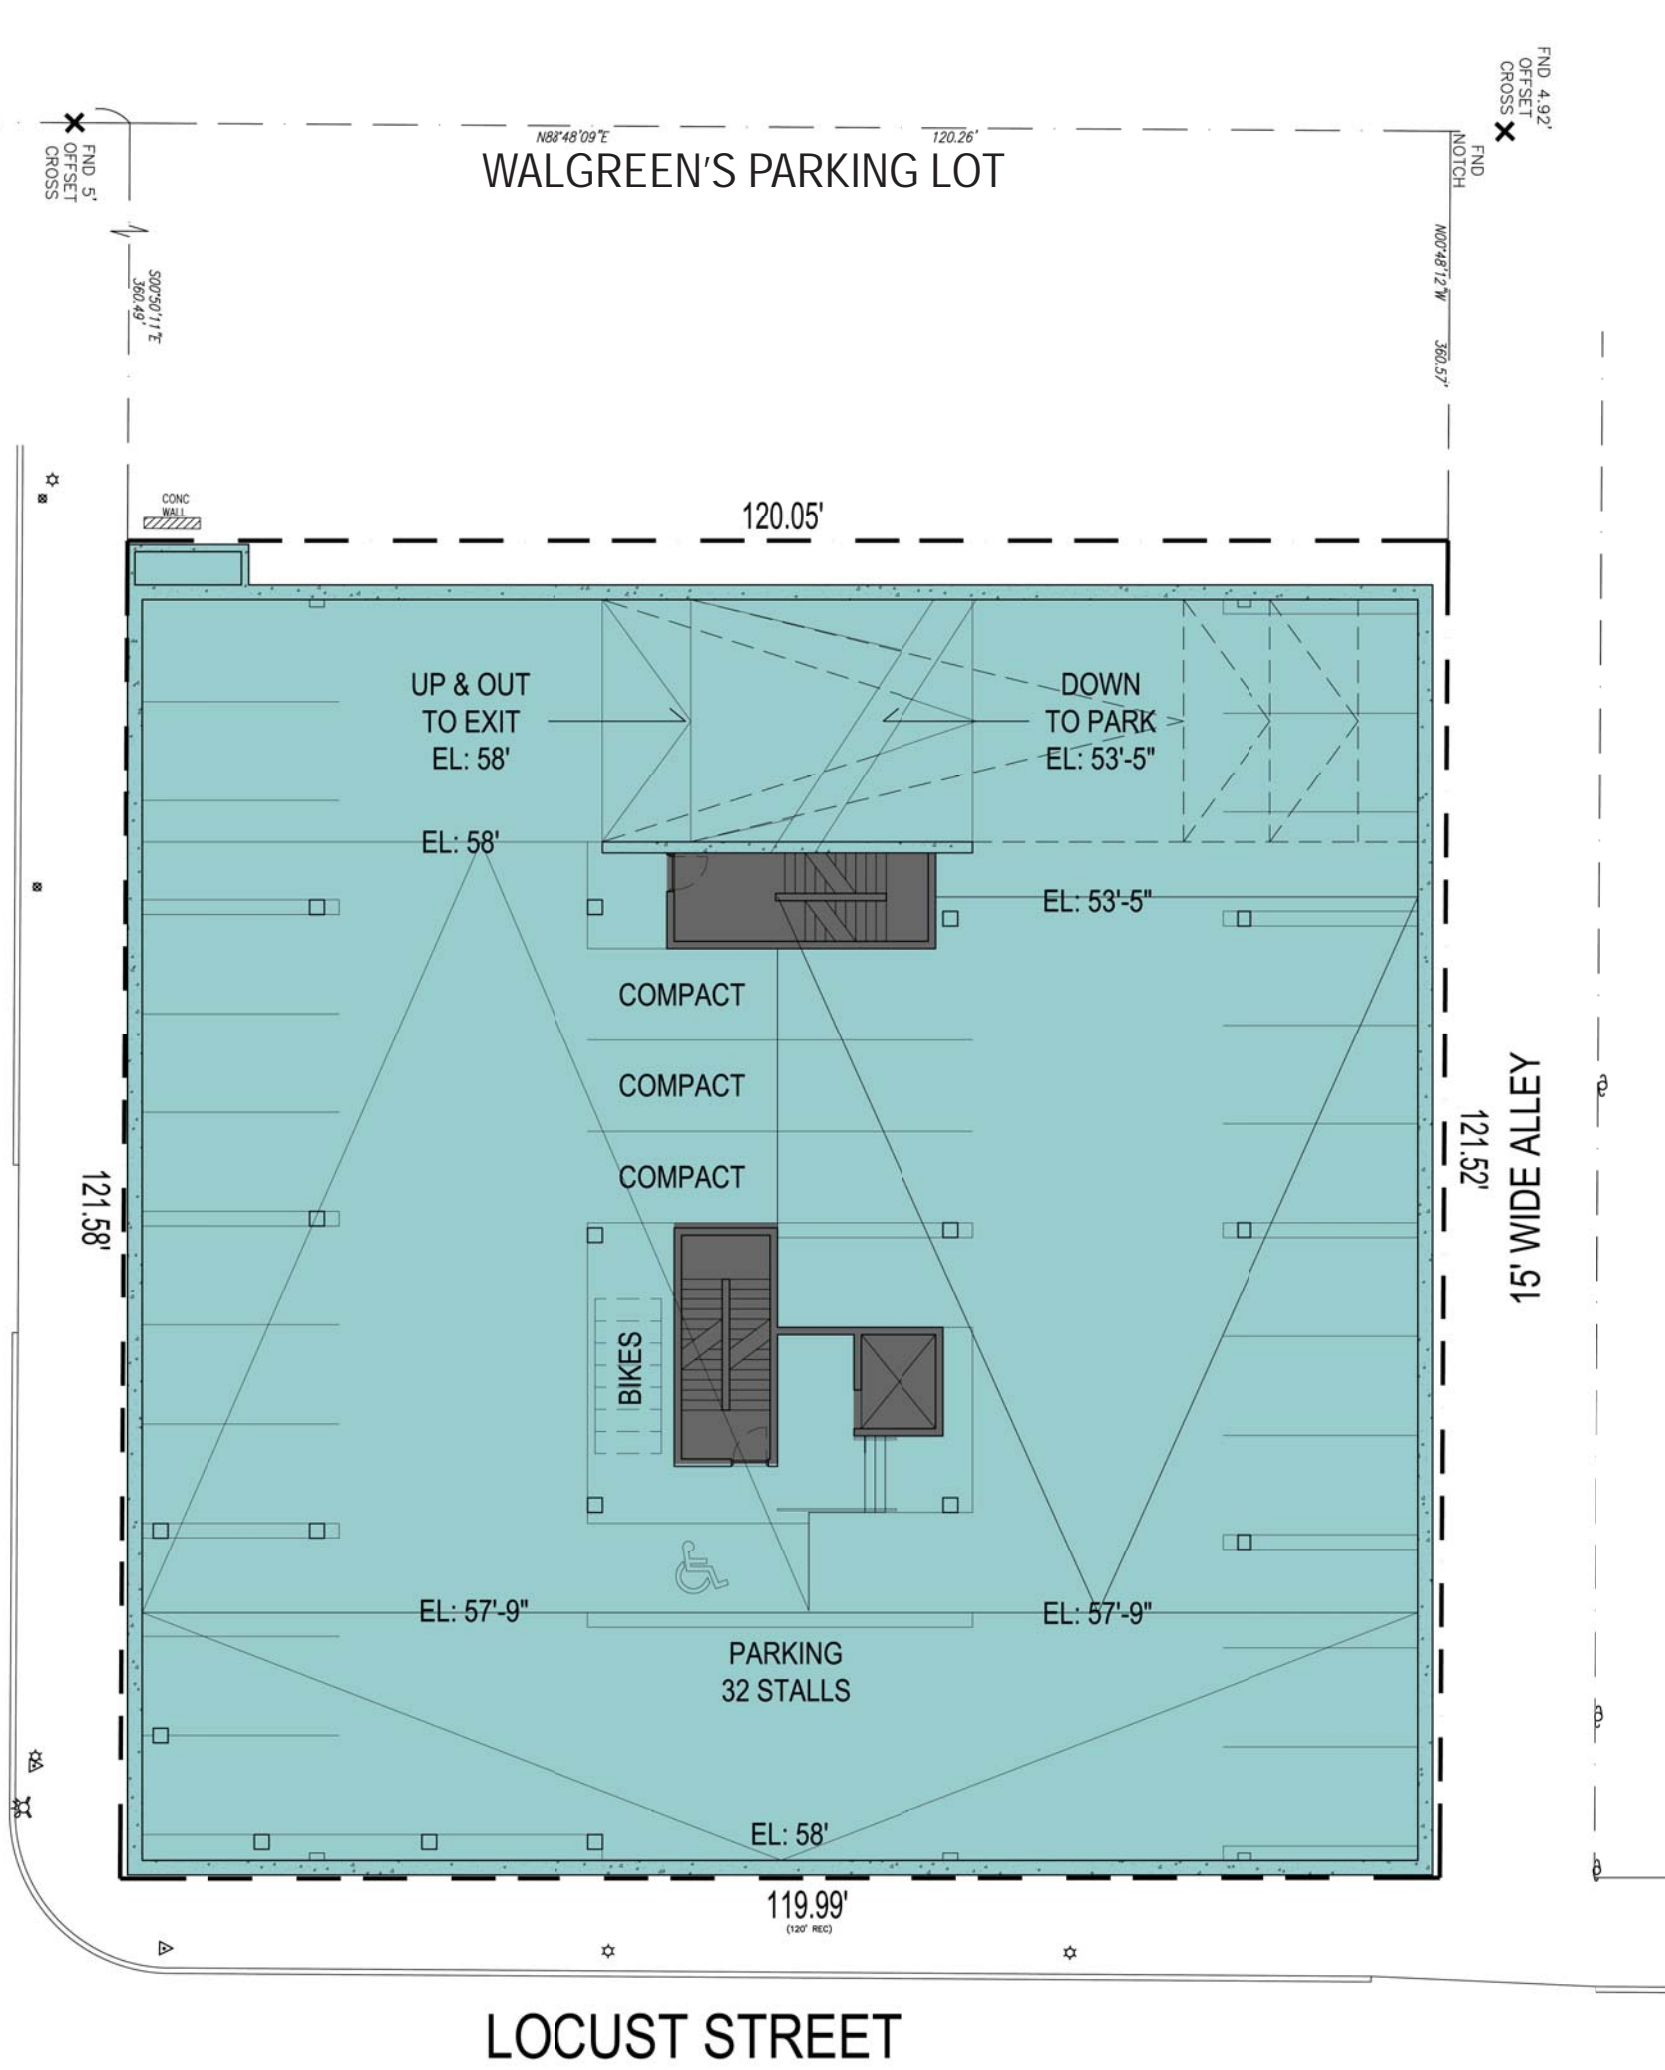 FND 4.92'
OFFSET
CROSS
FND 5'
OFFSET
CROSS
N88°48'09"E
120.26'
WALGREEN'S PARKING LOT
FND
NOTCH
S00°50'11"E
360.49'
N00°48'12"W
360.57'
CONC
WALL
120.05'
UP & OUT
TO EXIT
EL: 58'
DOWN
TO PARK
EL: 53'-5"
EL: 58'
EL: 53'-5"
COMPACT
COMPACT
COMPACT
121.58'
121.52'
15' WIDE ALLEY
BIKES
EL: 57'-9"
EL: 57'-9"
PARKING
32 STALLS
EL: 58'
119.99'
(120' REC)
LOCUST STREET